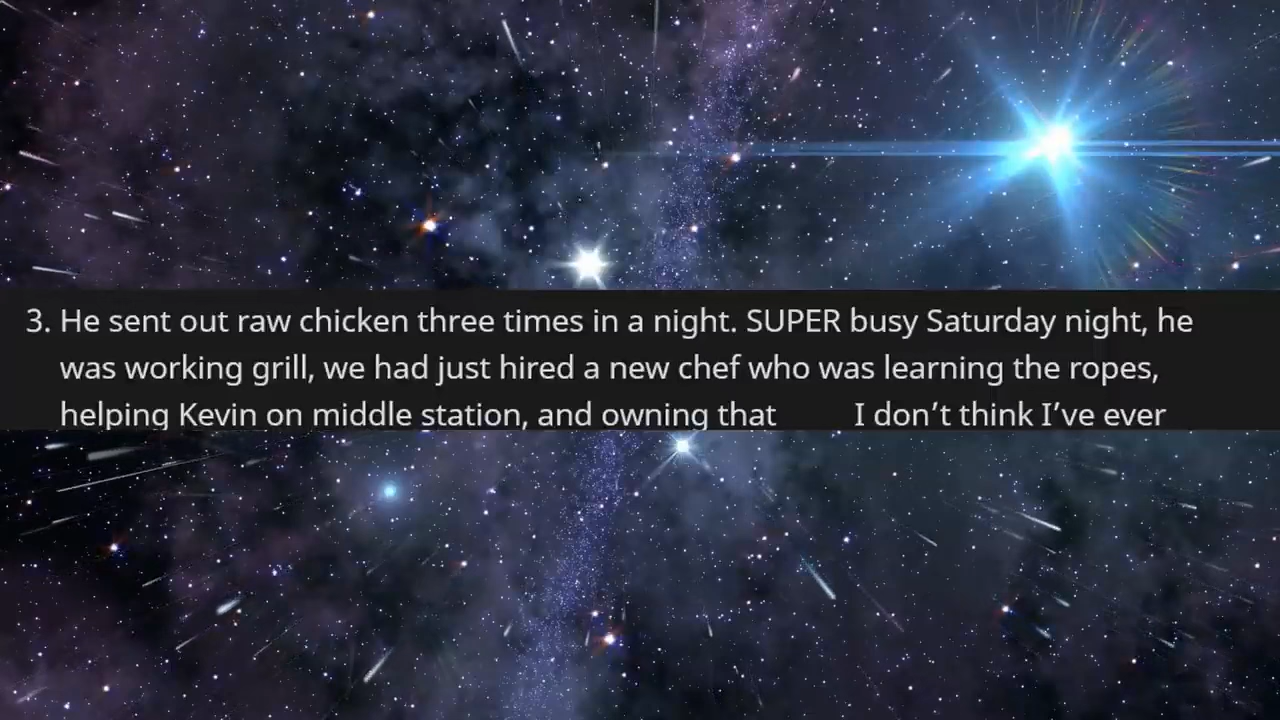 3. He sent out raw chicken three times in a night. SUPER busy Saturday night, he
was working grill, we had just hired a new chef who was learning the ropes,
helping Kevin on middle station, and owning that I don’t think I’ve ever